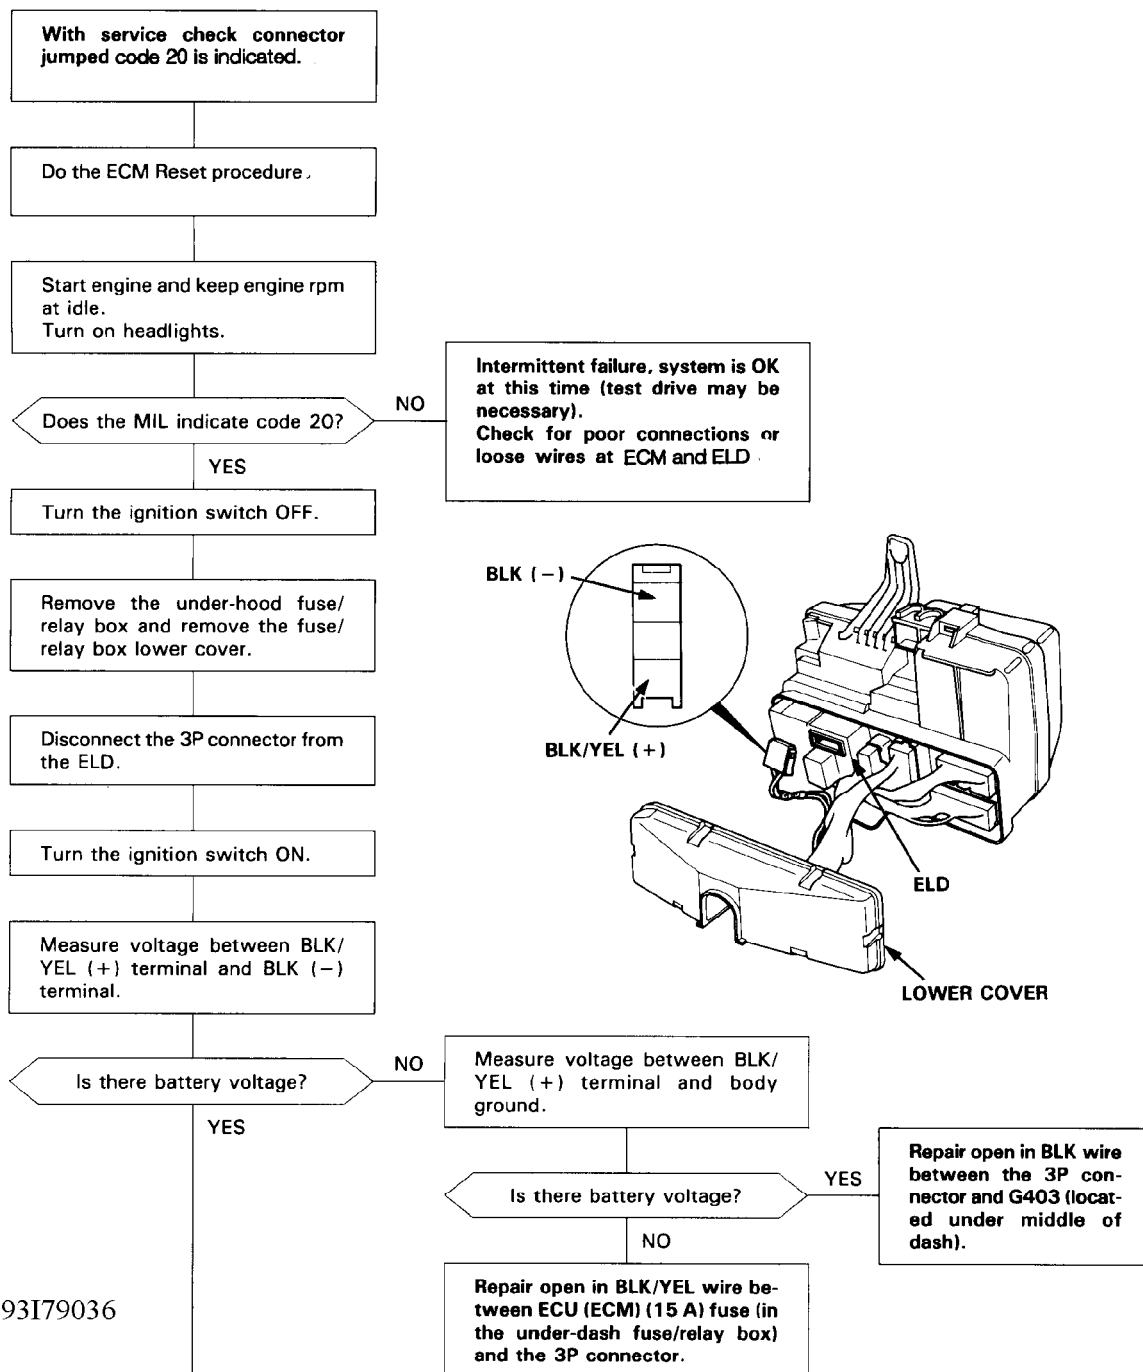 With service check connector
jumped code 20 is indicated.
Do the ECM Reset procedure.
Start engine and keep engine rpm
at idle.
Turn on headlights.
Does the MIL indicate code 20?
NO
Intermittent failure, system is OK
at this time (test drive may be
necessary).
Check for poor connections or
loose wires at ECM and ELD
YES
Turn the ignition switch OFF.
Remove the under-hood fuse/
relay box and remove the fuse/
relay box lower cover.
Disconnect the 3P connector from
the ELD.
Turn the ignition switch ON.
Measure voltage between BLK/
YEL (+) terminal and BLK (−)
terminal.
BLK (−)
BLK/YEL (+)
ELD
LOWER COVER
Is there battery voltage?
NO
Measure voltage between BLK/
YEL (+) terminal and body
ground.
YES
Is there battery voltage?
YES
Repair open in BLK wire
between the 3P con-
nector and G403 (locat-
ed under middle of
dash).
NO
Repair open in BLK/YEL wire be-
tween ECU (ECM) (15 A) fuse (in
the under-dash fuse/relay box)
and the 3P connector.
93I79036